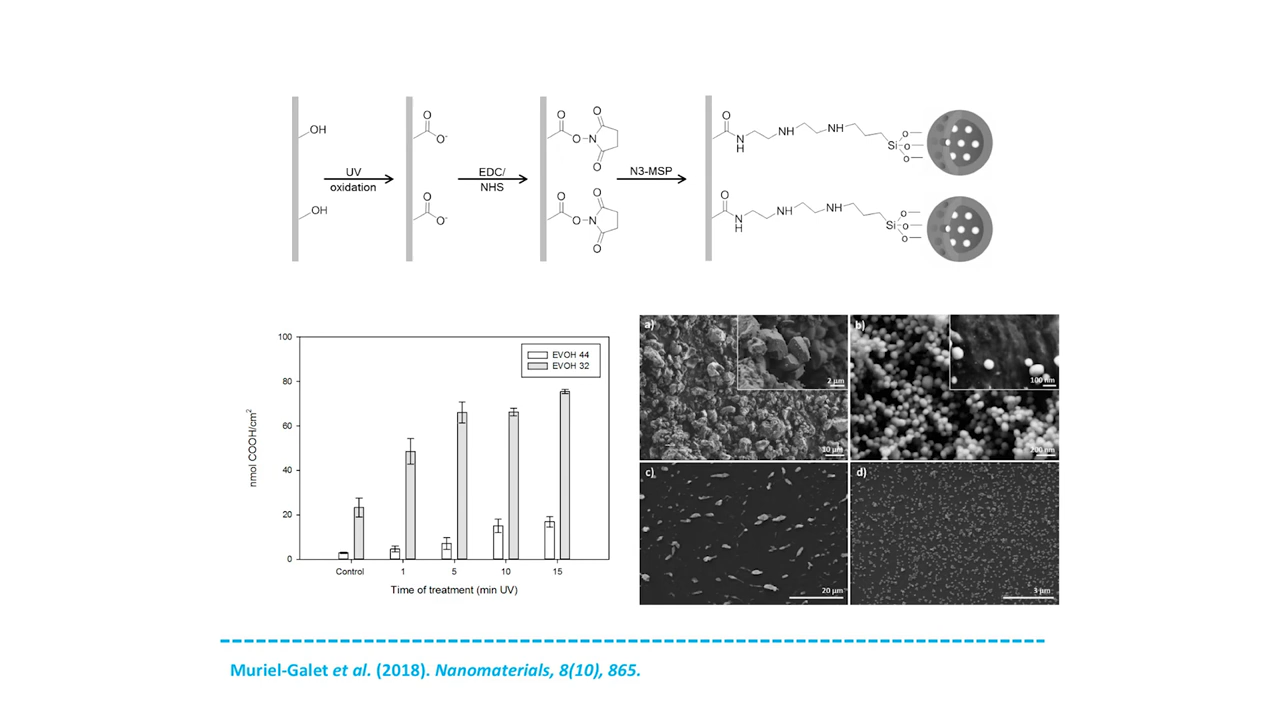 OH
OH
UV
oxidation
O
O-
O
O-
EDC/
NHS
O
O
N
O
O
O
O
N
O
O
N3-MSP
O
N
H
NH
NH
Si
O
O
O
O
N
H
NH
NH
Si
O
O
O
100
80
60
40
20
0
nmol COOH/cm2
EVOH 44
EVOH 32
Control
1
5
10
15
Time of treatment (min UV)
a)
2 µm
10 µm
b)
100 nm
200 nm
c)
20 µm
d)
3 µm
Muriel-Galet et al. (2018). Nanomaterials, 8(10), 865.